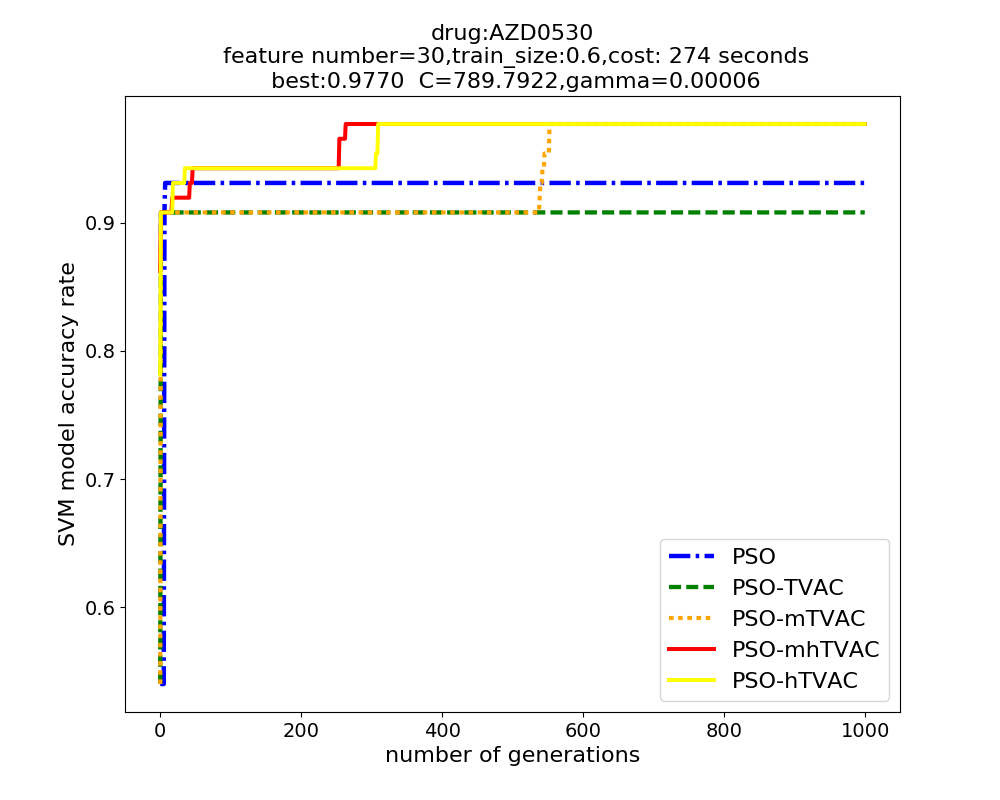 drug:AZD0530
feature number=30,train_size:0.6,cost: 274 seconds
best:0.9770  C=789.7922,gamma=0.00006
SVM model accuracy rate
0.9
0.8
0.7
0.6
PSO
PSO-TVAC
PSO-mTVAC
PSO-mhTVAC
PSO-hTVAC
0 200 400 600 800 1000
number of generations